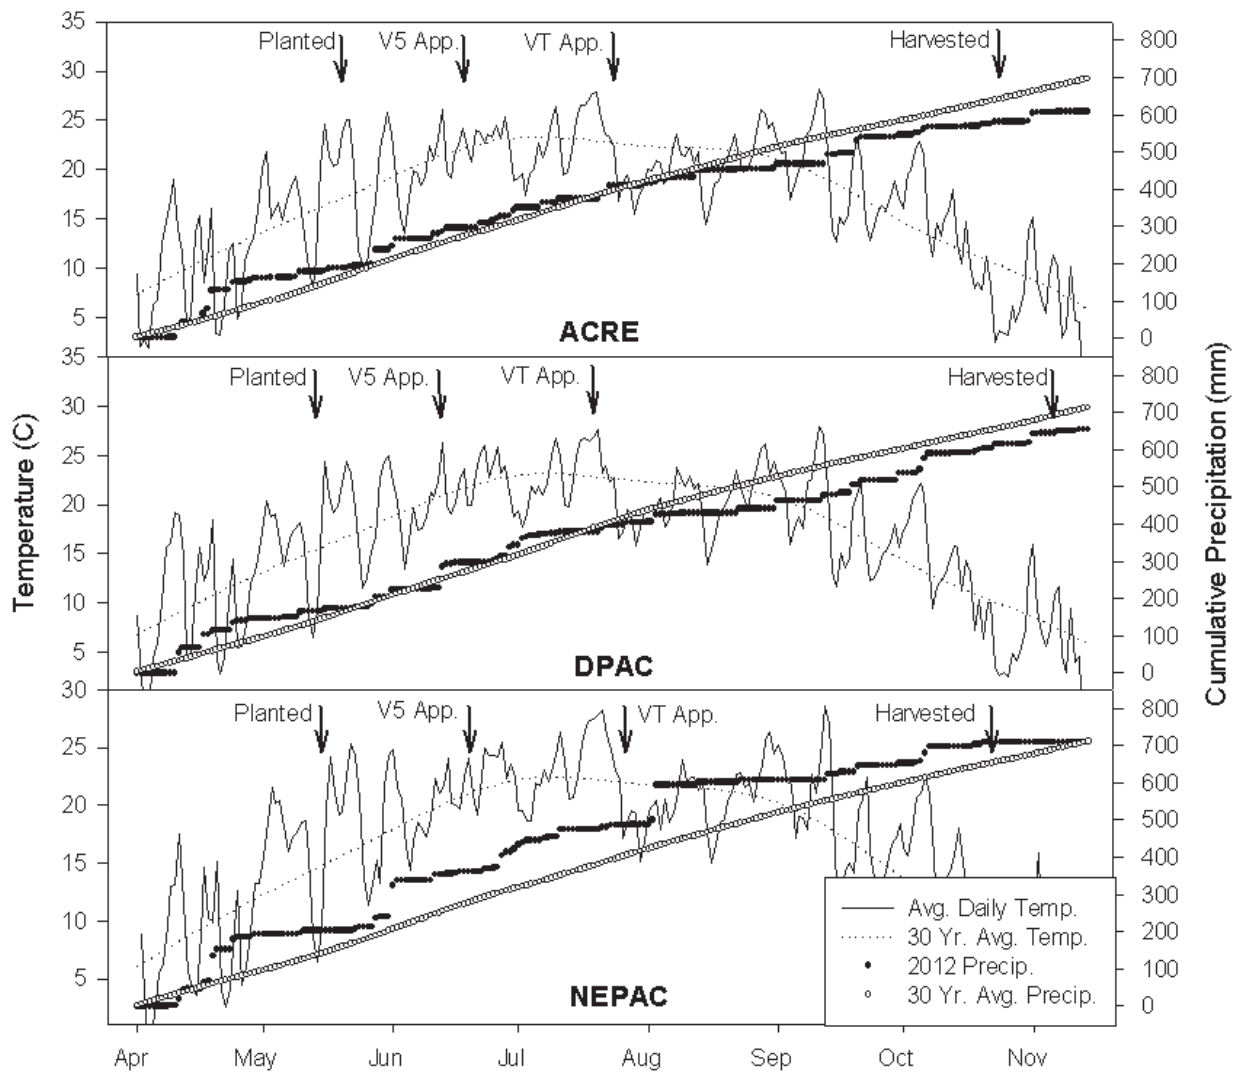 35
30
25
20
15
10
5
Planted
V5 App.
VT App.
Harvested
800
700
600
500
400
300
200
100
0
ACRE
35
30
25
20
15
10
5
Planted
V5 App.
VT App.
Harvested
800
700
600
500
400
300
200
100
0
DPAC
Temperature (C)
Cumulative Precipitation (mm)
30
25
20
15
10
5
Planted
V5 App.
VT App.
Harvested
800
700
600
500
400
300
200
100
0
NEPAC
Avg. Daily Temp.
30 Yr. Avg. Temp.
2012 Precip.
30 Yr. Avg. Precip.
Apr May Jun Jul Aug Sep Oct Nov